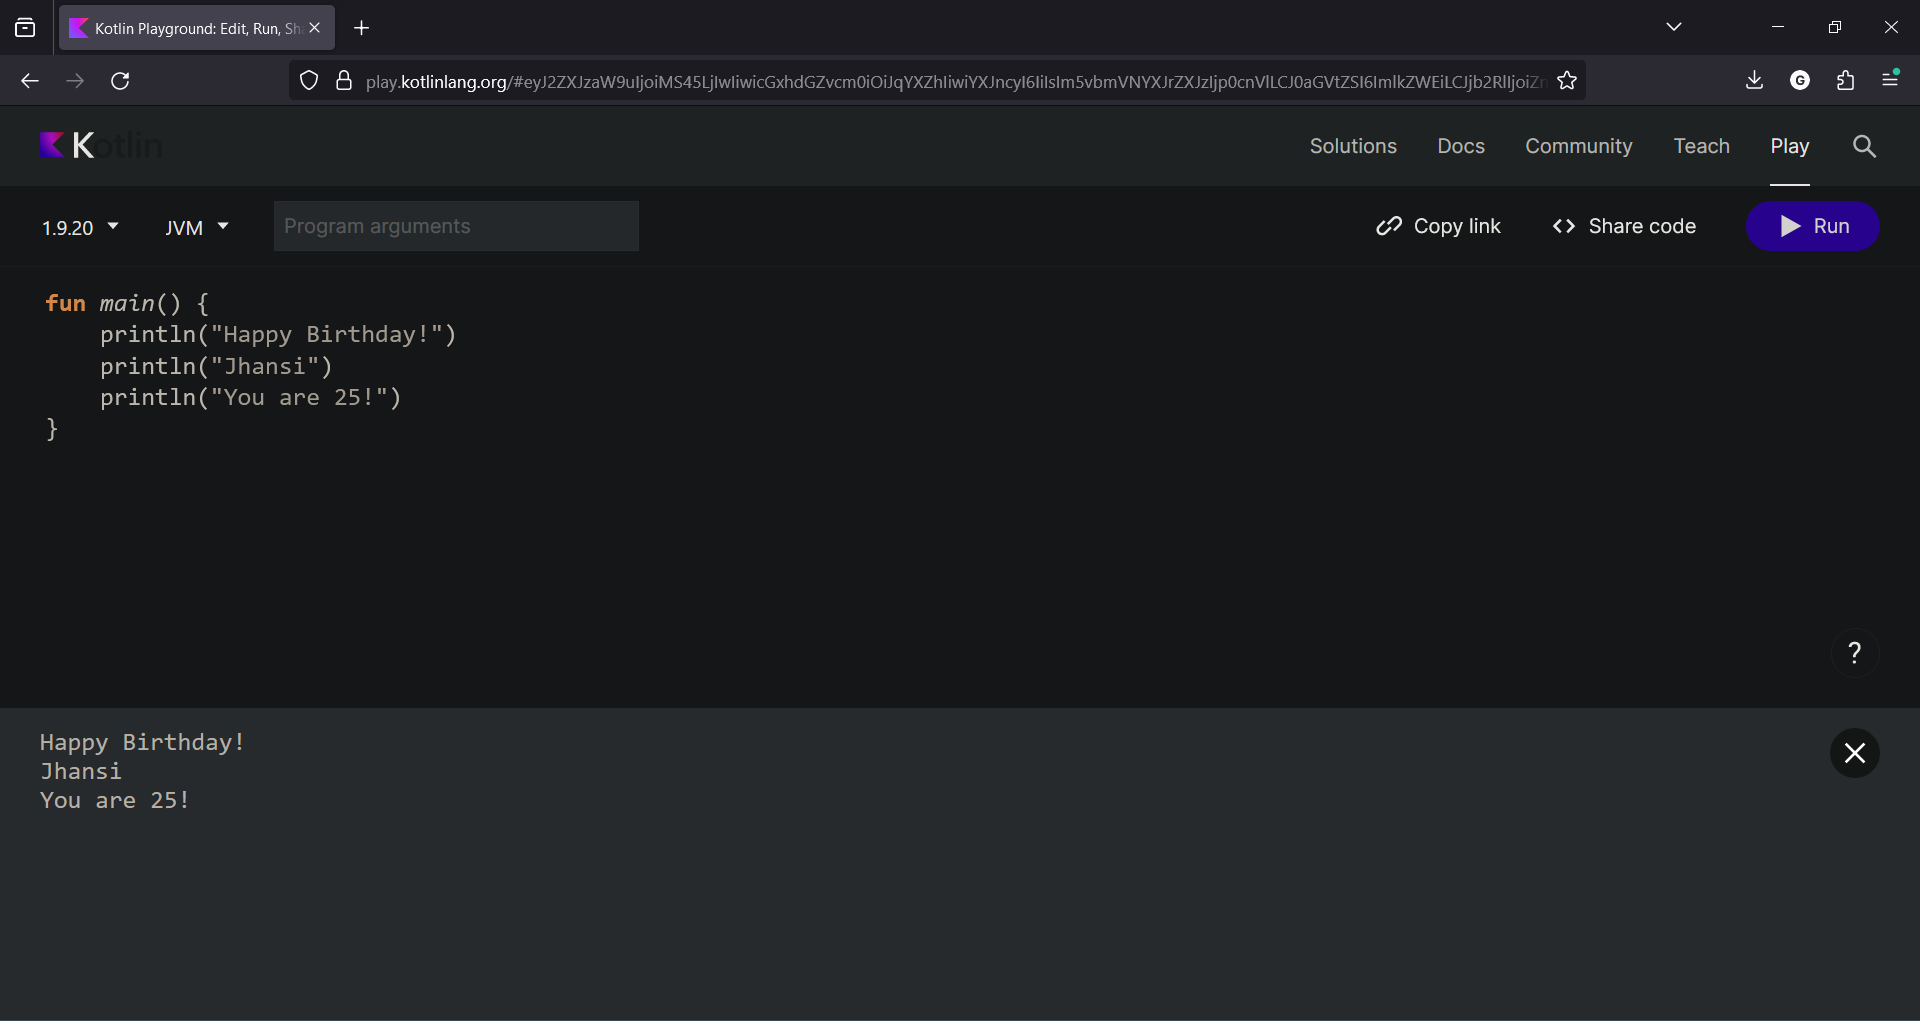 Kotlin Playground: Edit, Run, Sh
play.kotlinlang.org/
Kotlin
Solutions Docs Community Teach Play
1.9.20 JVM Program arguments Copy link <> Share code Run
fun main() {
    println("Happy Birthday!")
    println("Jhansi")
    println("You are 25!")
}
?
Happy Birthday!
Jhansi
You are 25!